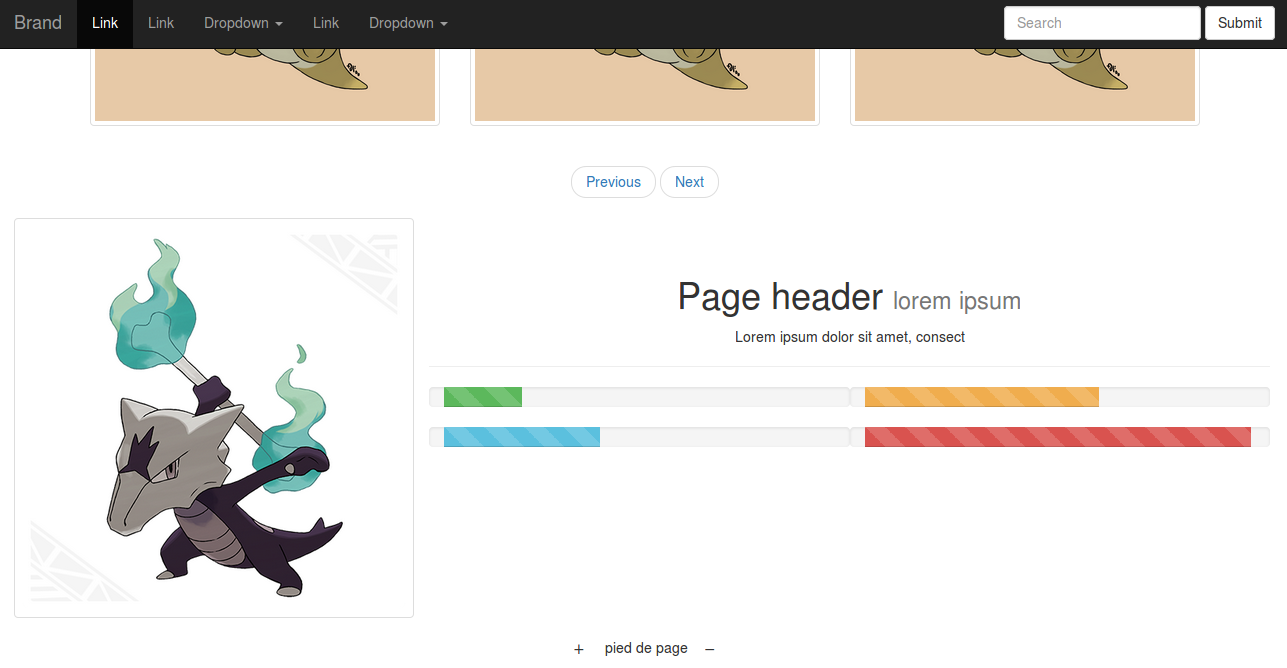 Brand Link Link Dropdown Link Dropdown Search Submit
Previous Next
Page header lorem ipsum
Lorem ipsum dolor sit amet, consect
+ pied de page −